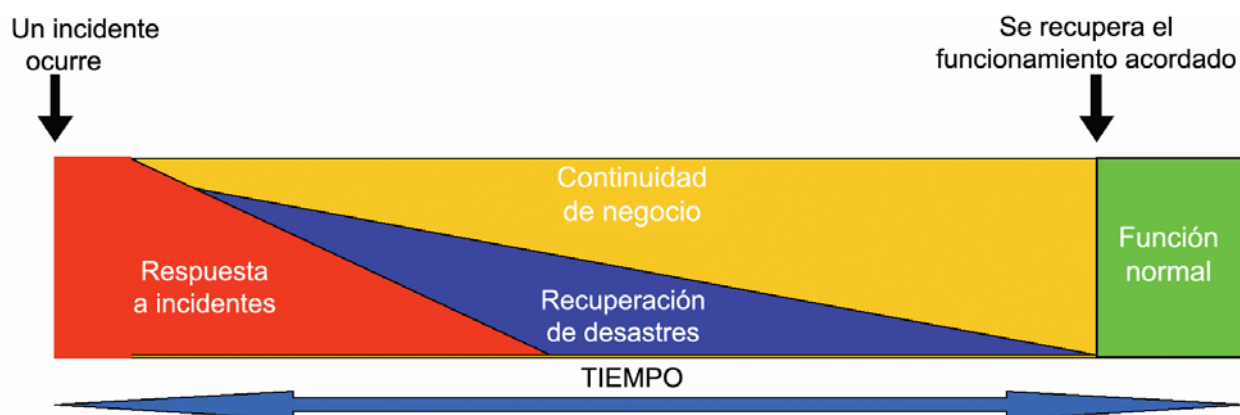 Un incidente
ocurre
Se recupera el
funcionamiento acordado
Continuidad
de negocio
Respuesta
a incidentes
Recuperación
de desastres
Función
normal
TIEMPO